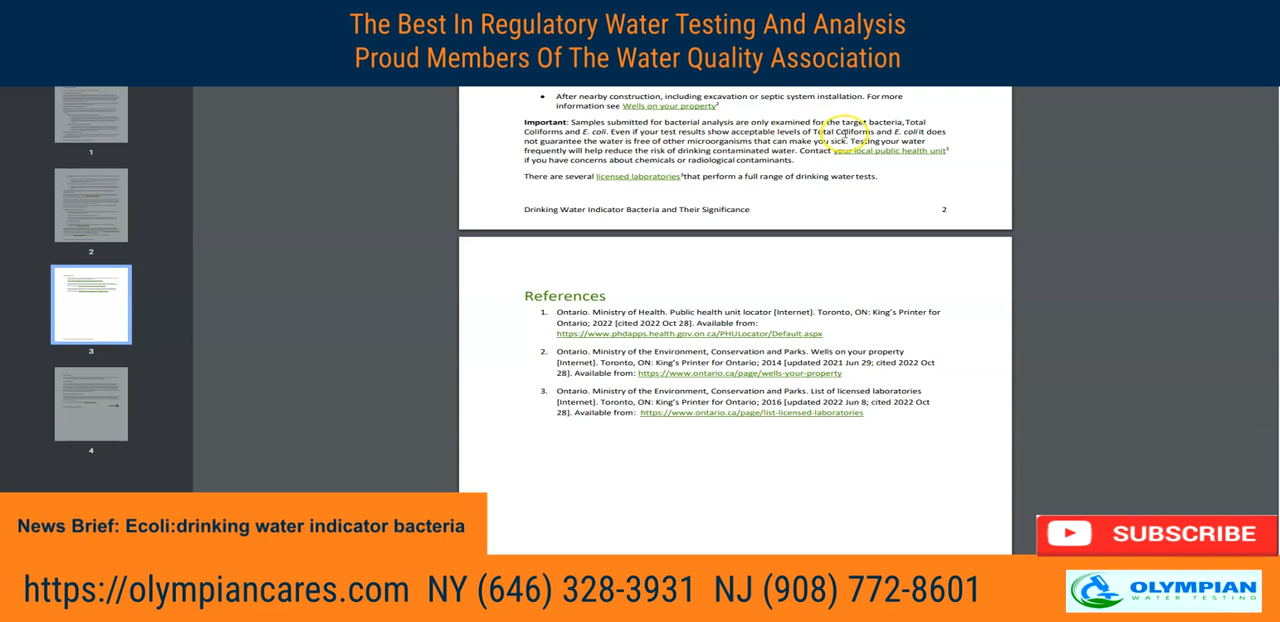 The Best In Regulatory Water Testing And Analysis
Proud Members Of The Water Quality Association
• After nearby construction, including excavation or septic system installation. For more
information see Wells on your property²
Important: Samples submitted for bacterial analysis are only examined for the target bacteria, Total
Coliforms and E. coli. Even if your test results show acceptable levels of Total Coliforms and E. coli it does
not guarantee the water is free of other microorganisms that can make you sick. Testing your water
frequently will help reduce the risk of drinking contaminated water. Contact your local public health unit¹
if you have concerns about chemicals or radiological contaminants.
There are several licensed laboratories³that perform a full range of drinking water tests.
Drinking Water Indicator Bacteria and Their Significance 2
References
1. Ontario. Ministry of Health. Public health unit locator [Internet]. Toronto, ON: King's Printer for
Ontario; 2022 [cited 2022 Oct 28]. Available from:
https://www.phdapps.health.gov.on.ca/PHULocator/Default.aspx
2. Ontario. Ministry of the Environment, Conservation and Parks. Wells on your property
[Internet]. Toronto, ON: King's Printer for Ontario; 2014 [updated 2021 Jun 29; cited 2022 Oct
28]. Available from: https://www.ontario.ca/page/wells-your-property
3. Ontario. Ministry of the Environment, Conservation and Parks. List of licensed laboratories
[Internet]. Toronto, ON: King's Printer for Ontario; 2016 [updated 2022 Jun 8; cited 2022 Oct
28]. Available from: https://www.ontario.ca/page/list-licensed-laboratories
1
2
3
4
News Brief: Ecoli:drinking water indicator bacteria
SUBSCRIBE
https://olympiancares.com NY (646) 328-3931 NJ (908) 772-8601
OLYMPIAN
WATER TESTING